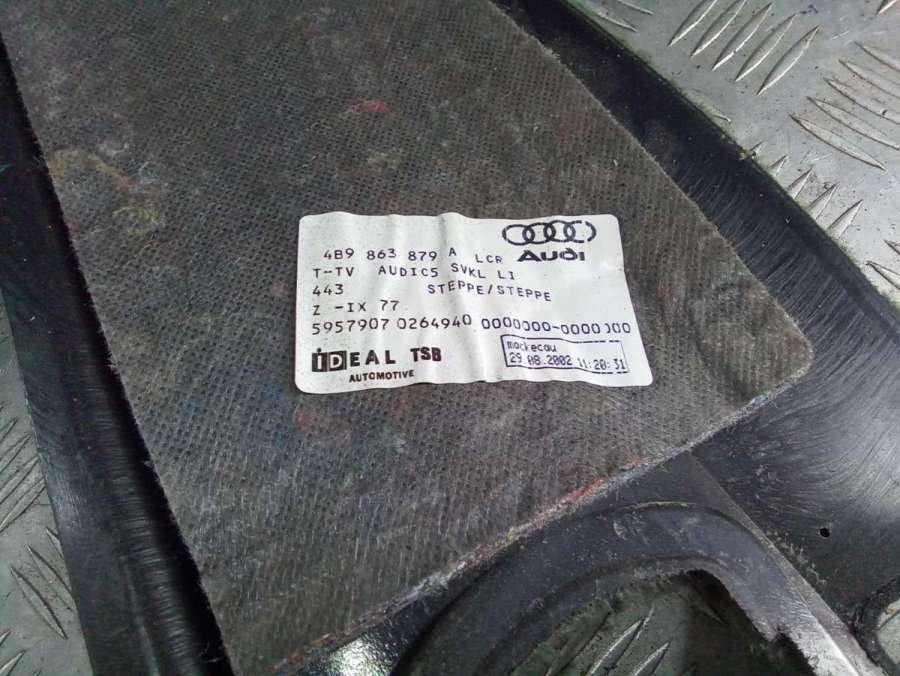 4B9 863 879 A LCR
Audi
T-TV AUDIC5 SVKL LI
443 STEPPE/STEPPE
Z -IX 77
5957907 0264940 0000000-0000000
iDEAL TSB
AUTOMOTIVE
mockecau
29.08.2002 11:20:31